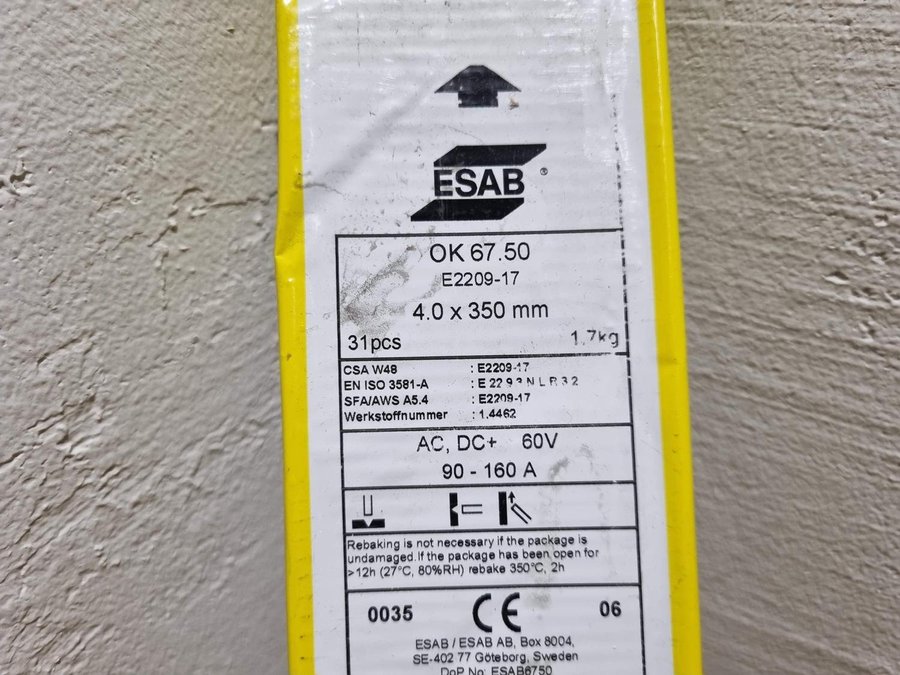 ESAB®
OK 67.50
E2209-17
4.0 x 350 mm
31pcs 1.7kg
CSA W48 : E2209-17
EN ISO 3581-A : E 22 9 3 N L R 3 2
SFA/AWS A5.4 : E2209-17
Werkstoffnummer : 1.4462
AC, DC+ 60V
90 - 160 A
Rebaking is not necessary if the package is
undamaged.If the package has been open for
>12h (27°C, 80%RH) rebake 350°C, 2h
0035 CE 06
ESAB / ESAB AB, Box 8004,
SE-402 77 Göteborg, Sweden
DoP No: ESAB6750